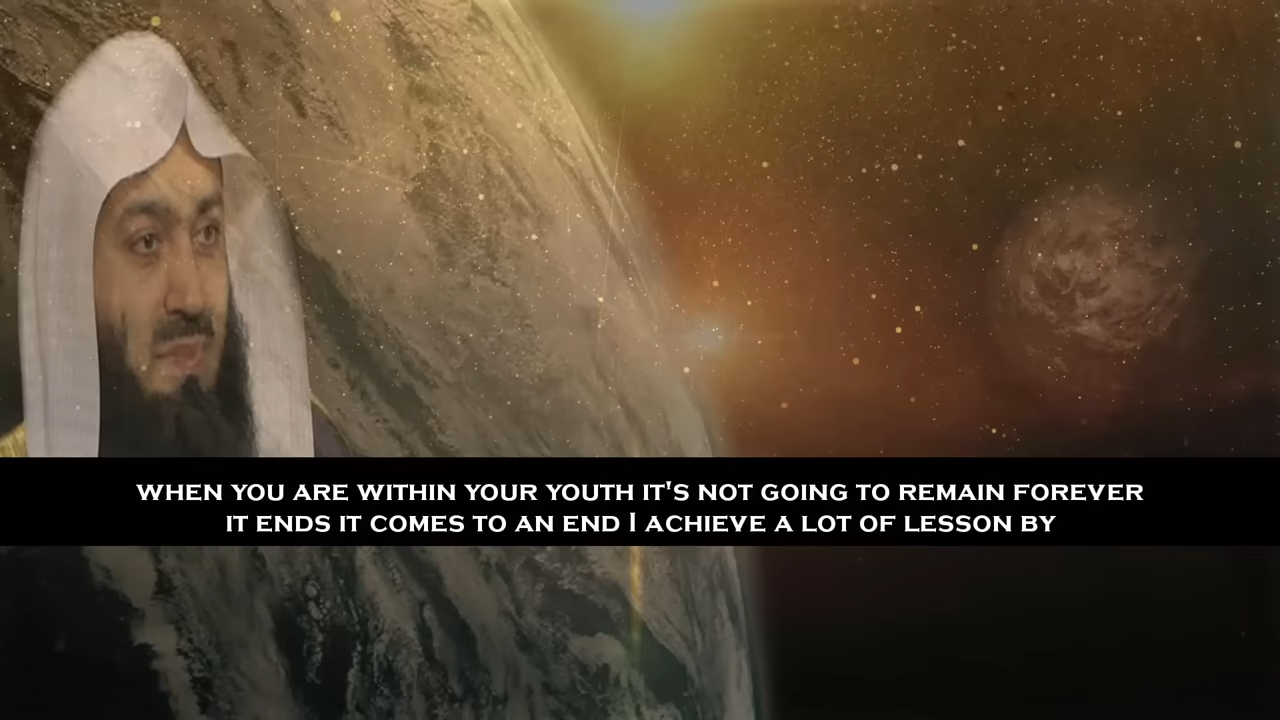 WHEN YOU ARE WITHIN YOUR YOUTH IT'S NOT GOING TO REMAIN FOREVER
IT ENDS IT COMES TO AN END I ACHIEVE A LOT OF LESSON BY